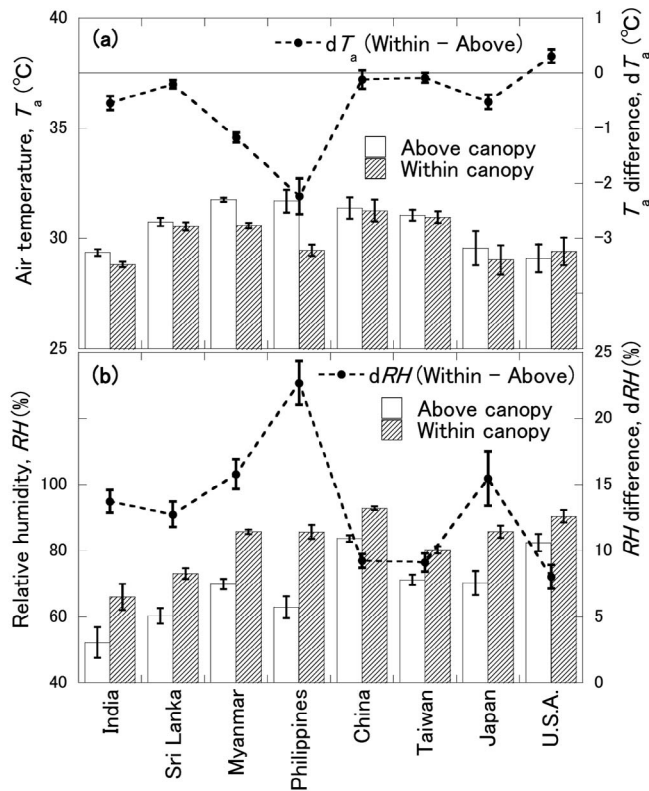 (a)
dTa (Within − Above)
Above canopy
Within canopy
Air temperature, Ta (℃)
40
35
30
25
Ta difference, dTa (℃)
1
0
−1
−2
−3
(b)
dRH (Within − Above)
Above canopy
Within canopy
Relative humidity, RH (%)
100
80
60
40
RH difference, dRH (%)
25
20
15
10
5
0
India
Sri Lanka
Myanmar
Philippines
China
Taiwan
Japan
U.S.A.